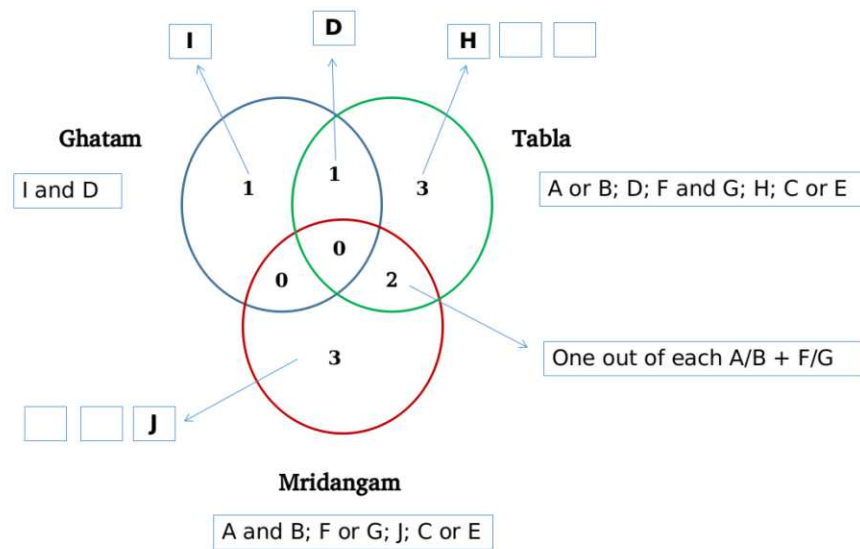 I
D
H
Ghatam
Tabla
I and D
A or B; D; F and G; H; C or E
1
1
3
0
0
2
3
One out of each A/B + F/G
J
Mridangam
A and B; F or G; J; C or E